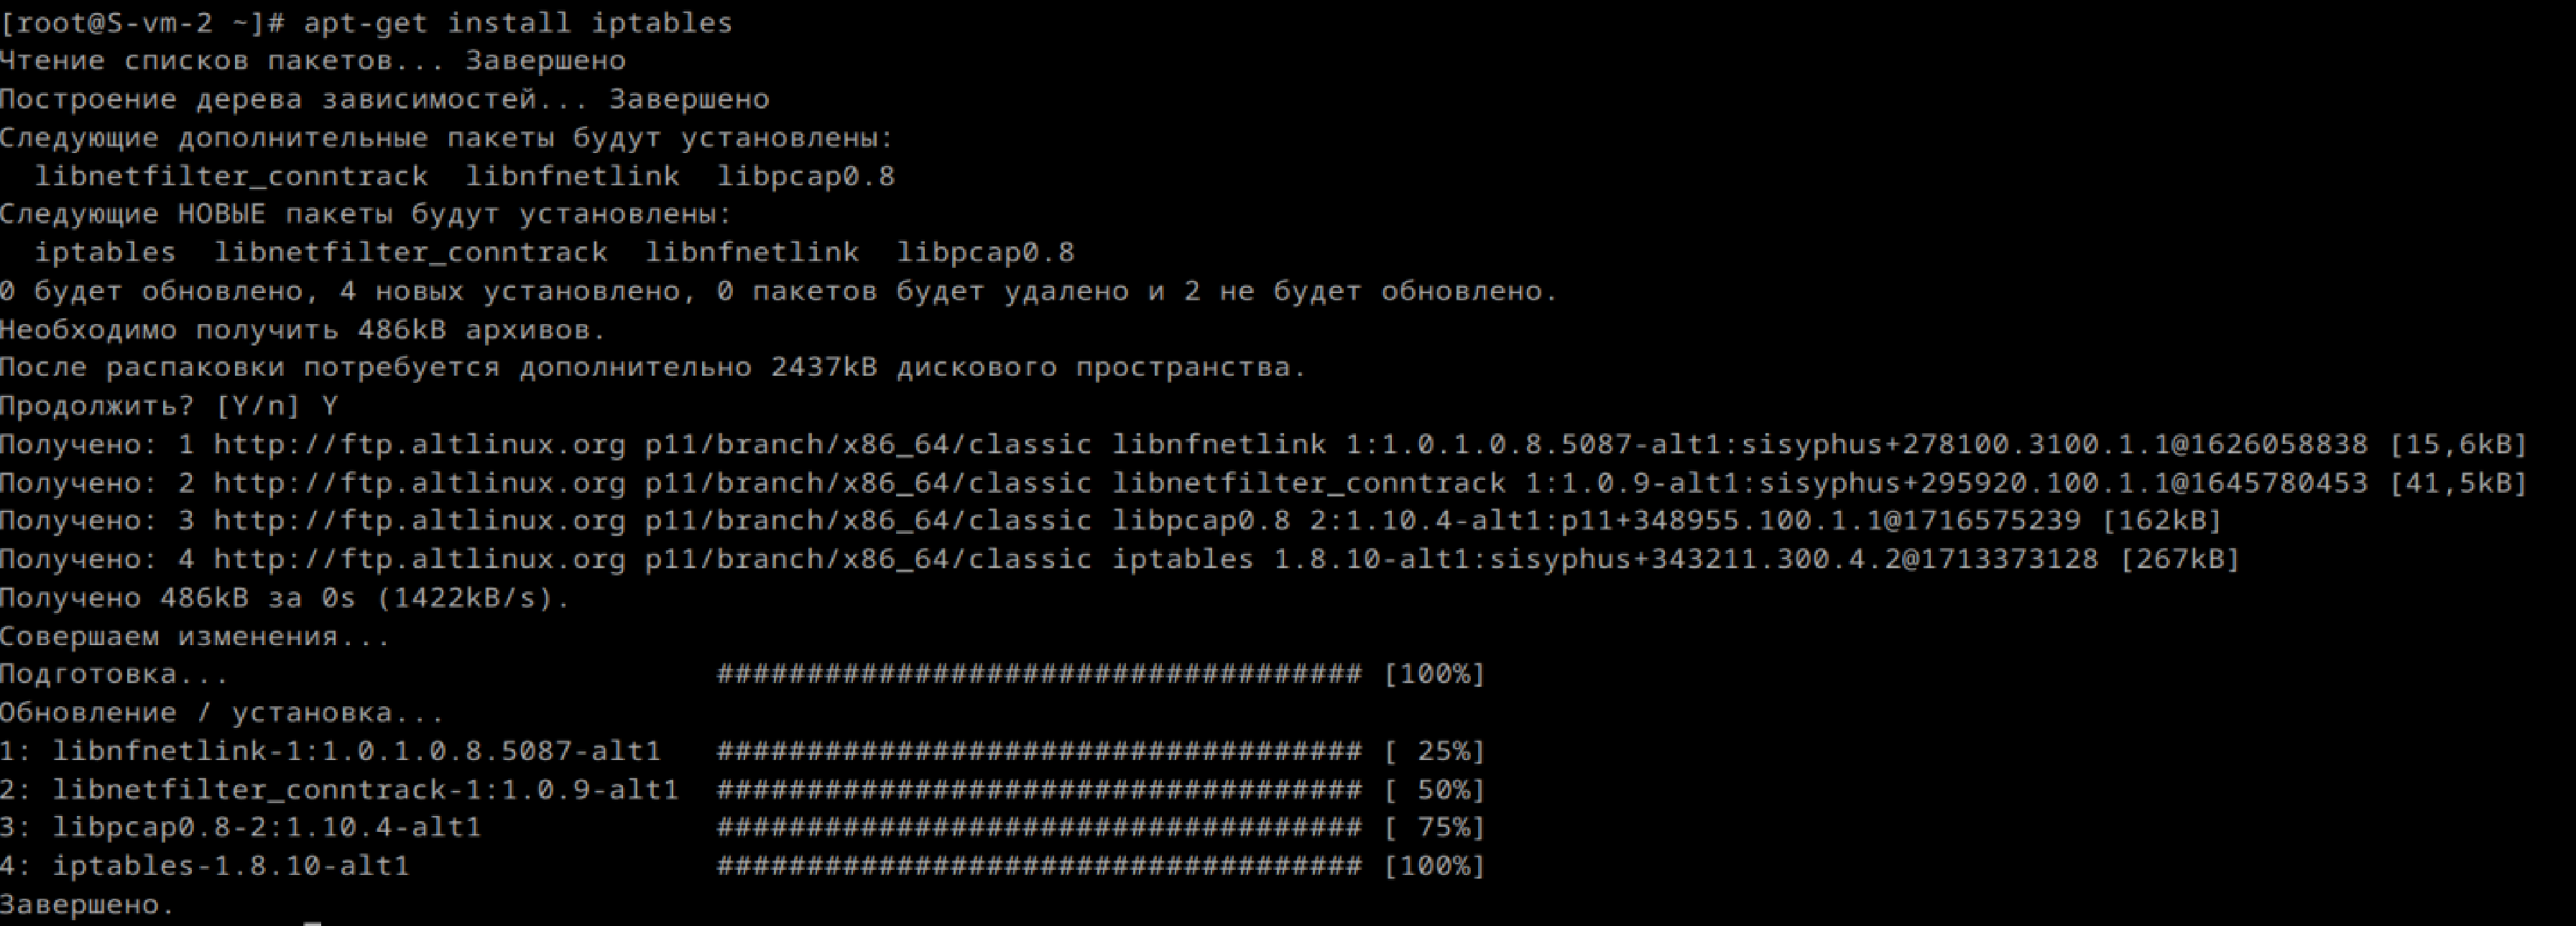 [root@S-vm-2 ~]# apt-get install iptables
Чтение списков пакетов... Завершено
Построение дерева зависимостей... Завершено
Следующие дополнительные пакеты будут установлены:
  libnetfilter_conntrack  libnfnetlink  libpcap0.8
Следующие НОВЫЕ пакеты будут установлены:
  iptables  libnetfilter_conntrack  libnfnetlink  libpcap0.8
0 будет обновлено, 4 новых установлено, 0 пакетов будет удалено и 2 не будет обновлено.
Необходимо получить 486kB архивов.
После распаковки потребуется дополнительно 2437kB дискового пространства.
Продолжить? [Y/n] Y
Получено: 1 http://ftp.altlinux.org p11/branch/x86_64/classic libnfnetlink 1:1.0.1.0.8.5087-alt1:sisyphus+278100.3100.1.1@1626058838 [15,6kB]
Получено: 2 http://ftp.altlinux.org p11/branch/x86_64/classic libnetfilter_conntrack 1:1.0.9-alt1:sisyphus+295920.100.1.1@1645780453 [41,5kB]
Получено: 3 http://ftp.altlinux.org p11/branch/x86_64/classic libpcap0.8 2:1.10.4-alt1:p11+348955.100.1.1@1716575239 [162kB]
Получено: 4 http://ftp.altlinux.org p11/branch/x86_64/classic iptables 1.8.10-alt1:sisyphus+343211.300.4.2@1713373128 [267kB]
Получено 486kB за 0s (1422kB/s).
Совершаем изменения...
Подготовка...                           #################################### [100%]
Обновление / установка...
1: libnfnetlink-1:1.0.1.0.8.5087-alt1   #################################### [ 25%]
2: libnetfilter_conntrack-1:1.0.9-alt1  #################################### [ 50%]
3: libpcap0.8-2:1.10.4-alt1             #################################### [ 75%]
4: iptables-1.8.10-alt1                 #################################### [100%]
Завершено.